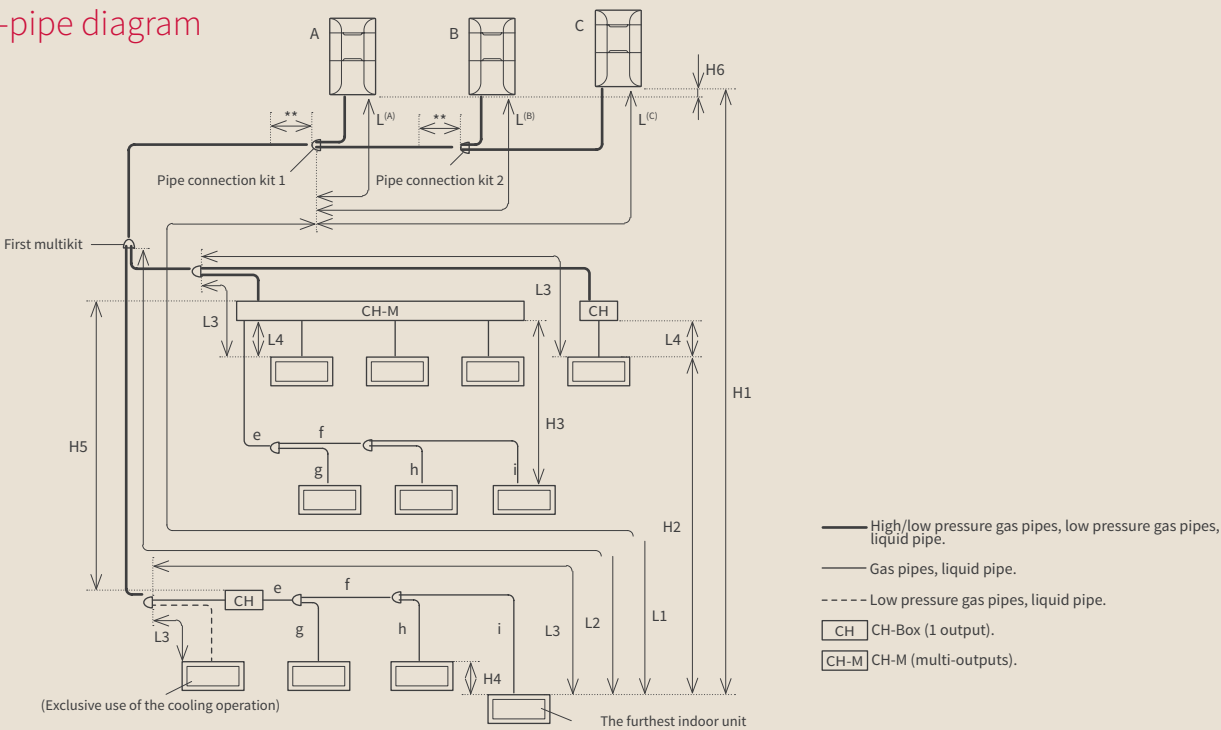 -pipe diagram
A
B
C
H6
L(A)
L(B)
L(C)
**
**
Pipe connection kit 1
Pipe connection kit 2
First multikit
L3
CH-M
CH
L3
L4
L4
H1
H5
H3
e
f
g
h
i
H2
High/low pressure gas pipes, low pressure gas pipes,
liquid pipe.
Gas pipes, liquid pipe.
Low pressure gas pipes, liquid pipe.
CH CH-Box (1 output).
CH-M CH-M (multi-outputs).
CH
e
f
g
h
i
L3
L3
L2
L1
H4
(Exclusive use of the cooling operation)
The furthest indoor unit